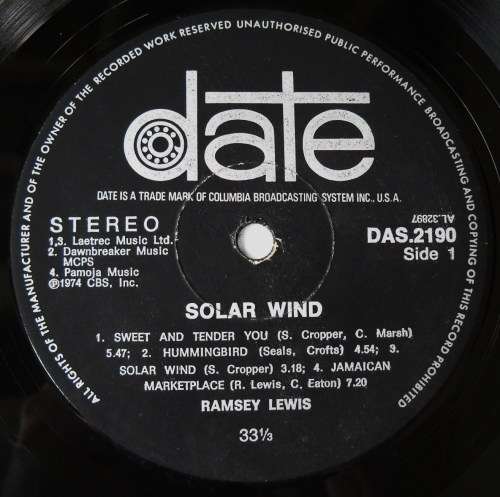 ALL RIGHTS OF THE MANUFACTURER AND OF THE OWNER OF THE RECORDED WORK RESERVED UNAUTHORISED PUBLIC PERFORMANCE BROADCASTING AND COPYING OF THIS RECORD PROHIBITED
date
DATE IS A TRADE MARK OF COLUMBIA BROADCASTING SYSTEM INC., U.S.A.
AL.32897
STEREO
1,3. Laetrec Music Ltd.
2. Dawnbreaker Music
MCPS
4. Pamoja Music
Ⓟ1974 CBS, Inc.
DAS.2190
Side 1
SOLAR WIND
1. SWEET AND TENDER YOU (S. Cropper, C. Marsh)
5.47; 2. HUMMINGBIRD (Seals, Crofts) 4.54; 3.
SOLAR WIND (S. Cropper) 3.18; 4. JAMAICAN
MARKETPLACE (R. Lewis, C. Eaton) 7.20
RAMSEY LEWIS
33⅓